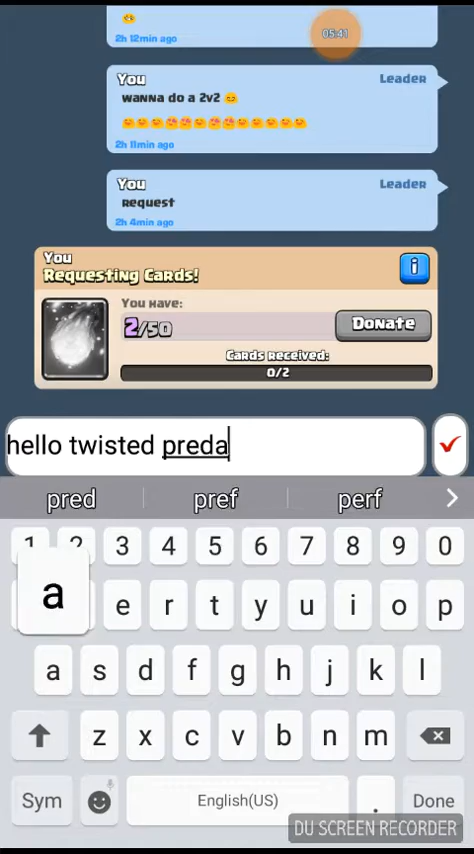 05:41
2h 12min ago
You Leader
wanna do a 2v2
2h 11min ago
You Leader
request
2h 4min ago
You
Requesting Cards!
i
You have:
2/50
Donate
Cards received:
0/2
hello twisted preda
pred pref perf
1 2 3 4 5 6 7 8 9 0
a
e r t y u i o p
a s d f g h j k l
z x c v b n m
Sym English(US) . Done
DU SCREEN RECORDER